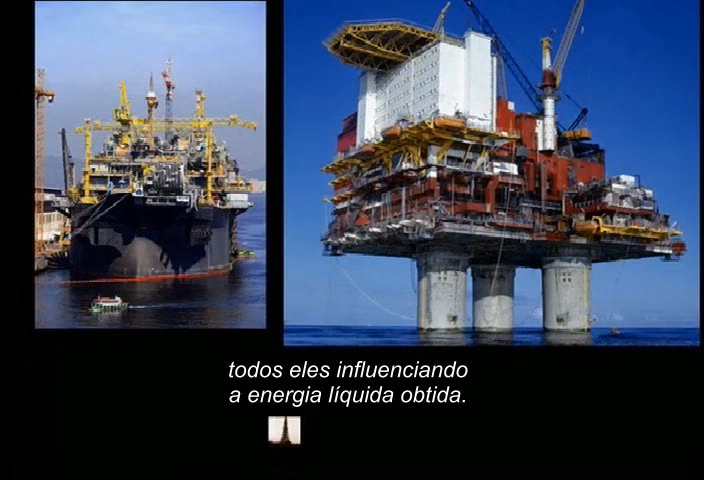 todos eles influenciando
a energia líquida obtida.